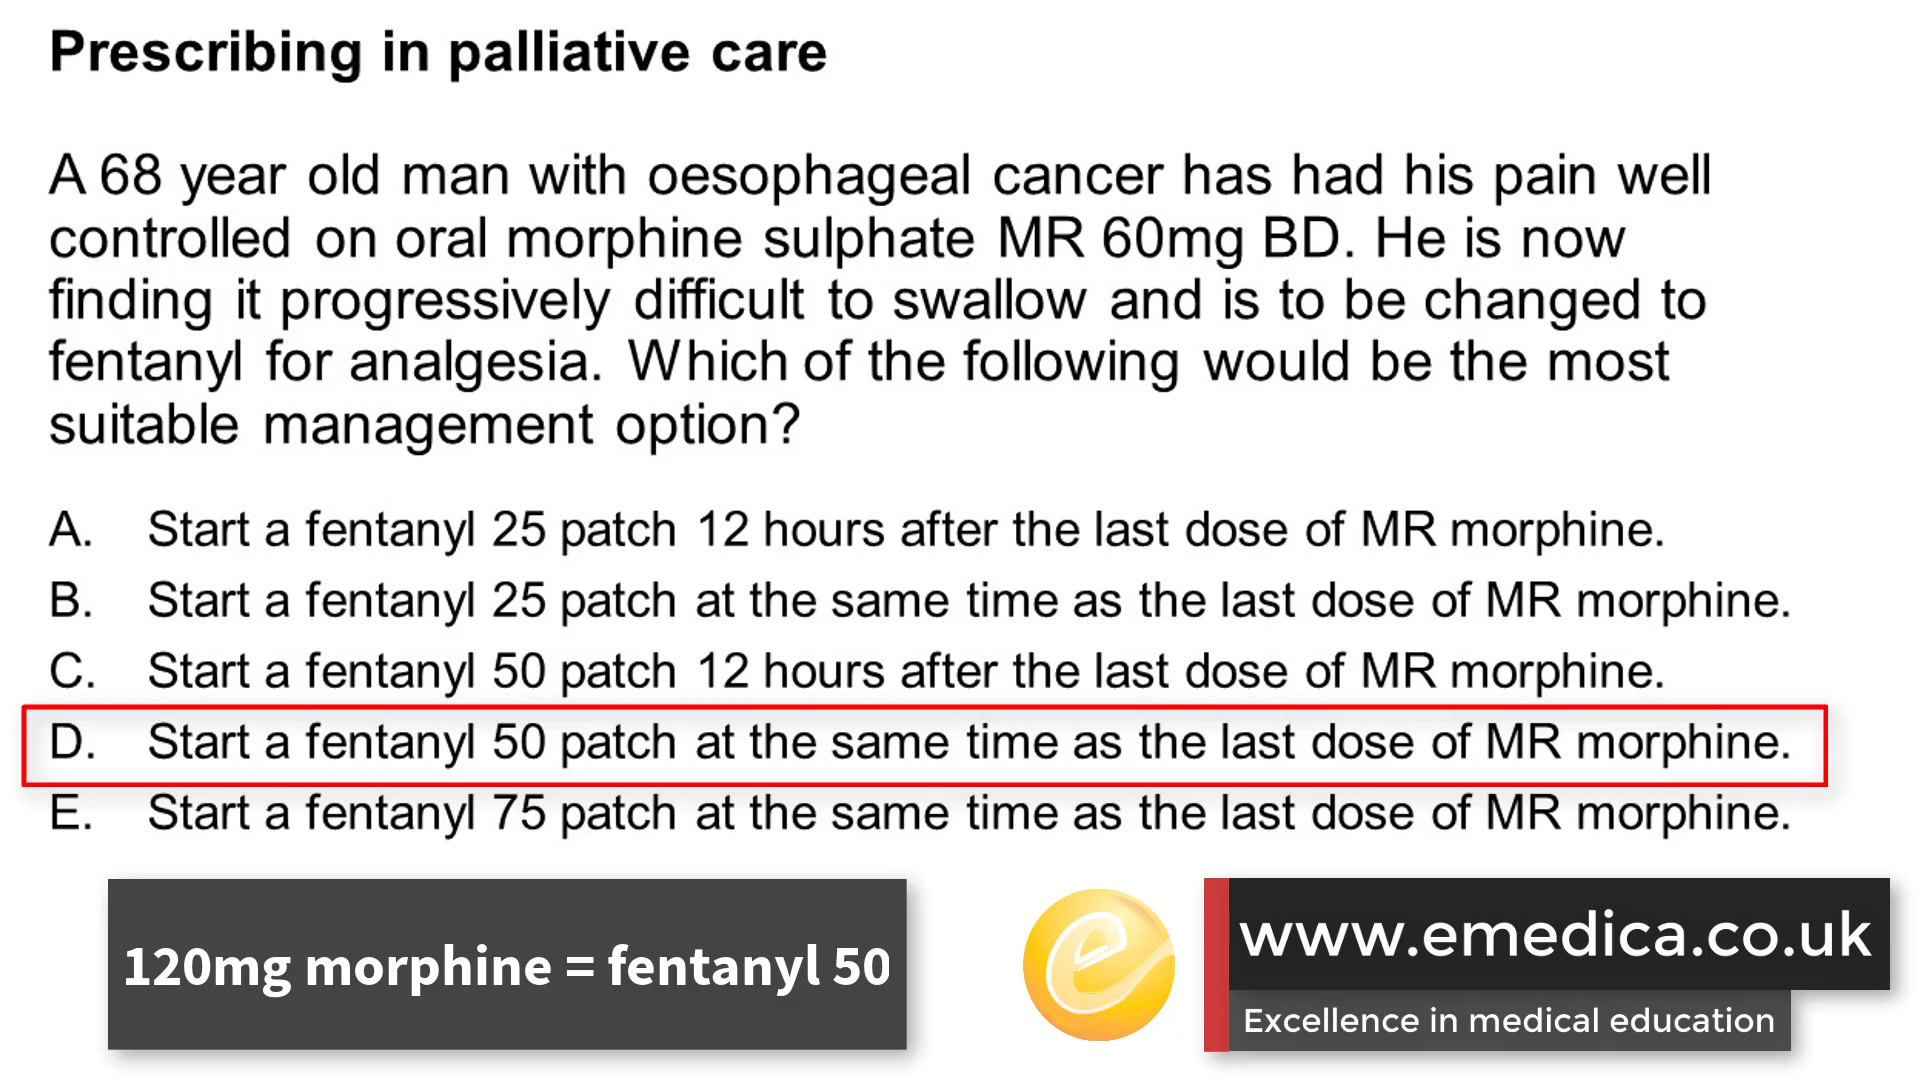 Prescribing in palliative care
A 68 year old man with oesophageal cancer has had his pain well
controlled on oral morphine sulphate MR 60mg BD. He is now
finding it progressively difficult to swallow and is to be changed to
fentanyl for analgesia. Which of the following would be the most
suitable management option?
A. Start a fentanyl 25 patch 12 hours after the last dose of MR morphine.
B. Start a fentanyl 25 patch at the same time as the last dose of MR morphine.
C. Start a fentanyl 50 patch 12 hours after the last dose of MR morphine.
D. Start a fentanyl 50 patch at the same time as the last dose of MR morphine.
E. Start a fentanyl 75 patch at the same time as the last dose of MR morphine.
120mg morphine = fentanyl 50
e
www.emedica.co.uk
Excellence in medical education